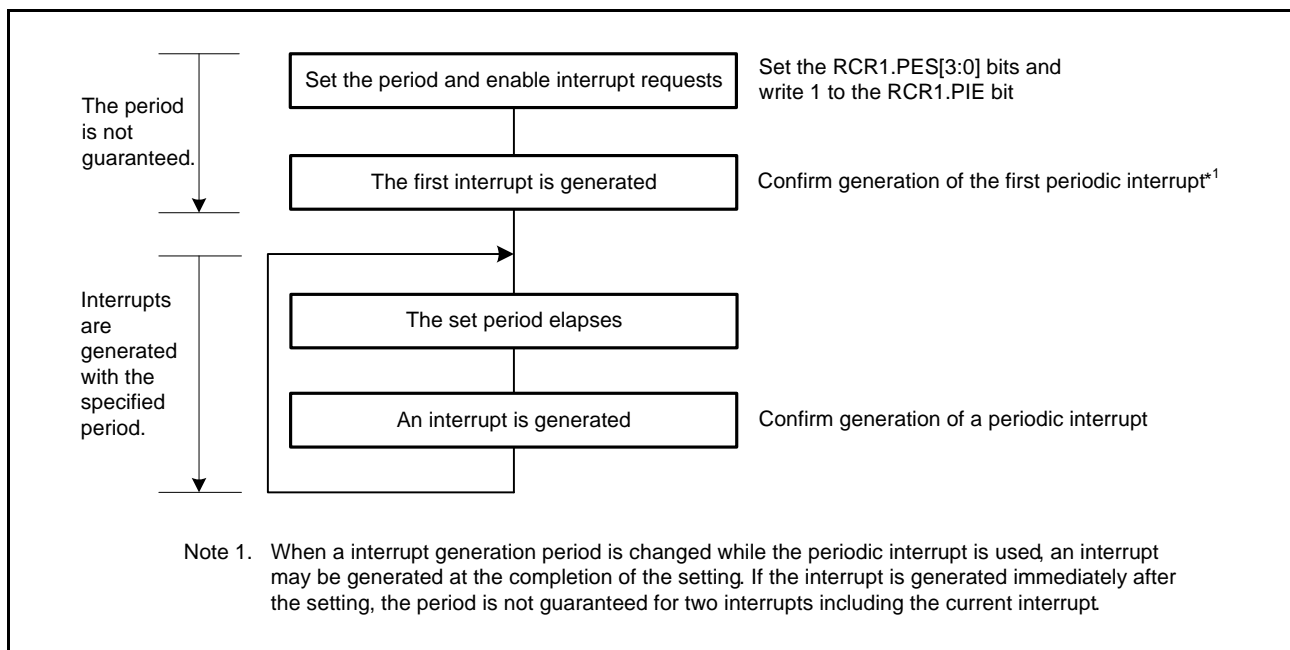 Set the period and enable interrupt requests
Set the RCR1.PES[3:0] bits and
write 1 to the RCR1.PIE bit
The period
is not
guaranteed.
The first interrupt is generated
Confirm generation of the first periodic interrupt*1
Interrupts
are
generated
with the
specified
period.
The set period elapses
An interrupt is generated
Confirm generation of a periodic interrupt
Note 1. When a interrupt generation period is changed while the periodic interrupt is used, an interrupt
may be generated at the completion of the setting. If the interrupt is generated immediately after
the setting, the period is not guaranteed for two interrupts including the current interrupt.